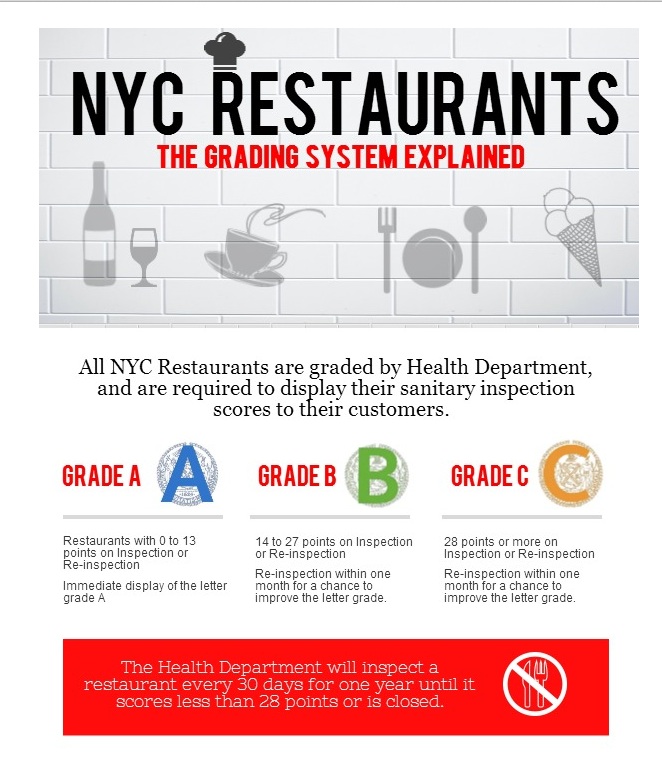 NYC RESTAURANTS
THE GRADING SYSTEM EXPLAINED
All NYC Restaurants are graded by Health Department,
and are required to display their sanitary inspection
scores to their customers.
GRADE A
A
Restaurants with 0 to 13
points on Inspection or
Re-inspection
Immediate display of the letter
grade A
GRADE B
B
14 to 27 points on Inspection
or Re-inspection
Re-inspection within one
month for a chance to
improve the letter grade.
GRADE C
C
28 points or more on
Inspection or Re-inspection
Re-inspection within one
month for a chance to
improve the letter grade.
The Health Department will inspect a
restaurant every 30 days for one year until it
scores less than 28 points or is closed.